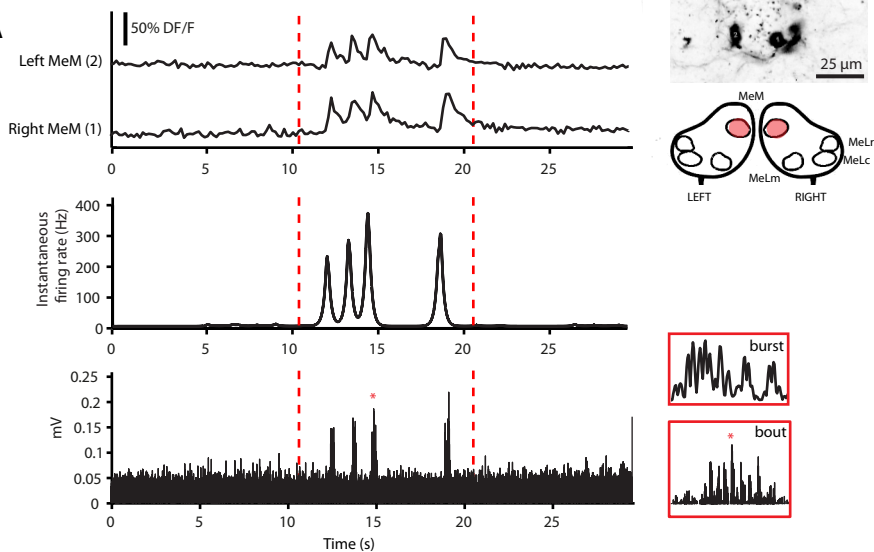 50% DF/F
Left MeM (2)
Right MeM (1)
0 5 10 15 20 25
25 µm
MeM
MeLr
MeLc
MeLm
LEFT RIGHT
Instantaneous
firing rate (Hz)
400
300
200
100
0
0 5 10 15 20 25
mV
0.25
0.2
0.15
0.1
0.05
0
*
0 5 10 15 20 25
Time (s)
burst
bout
*